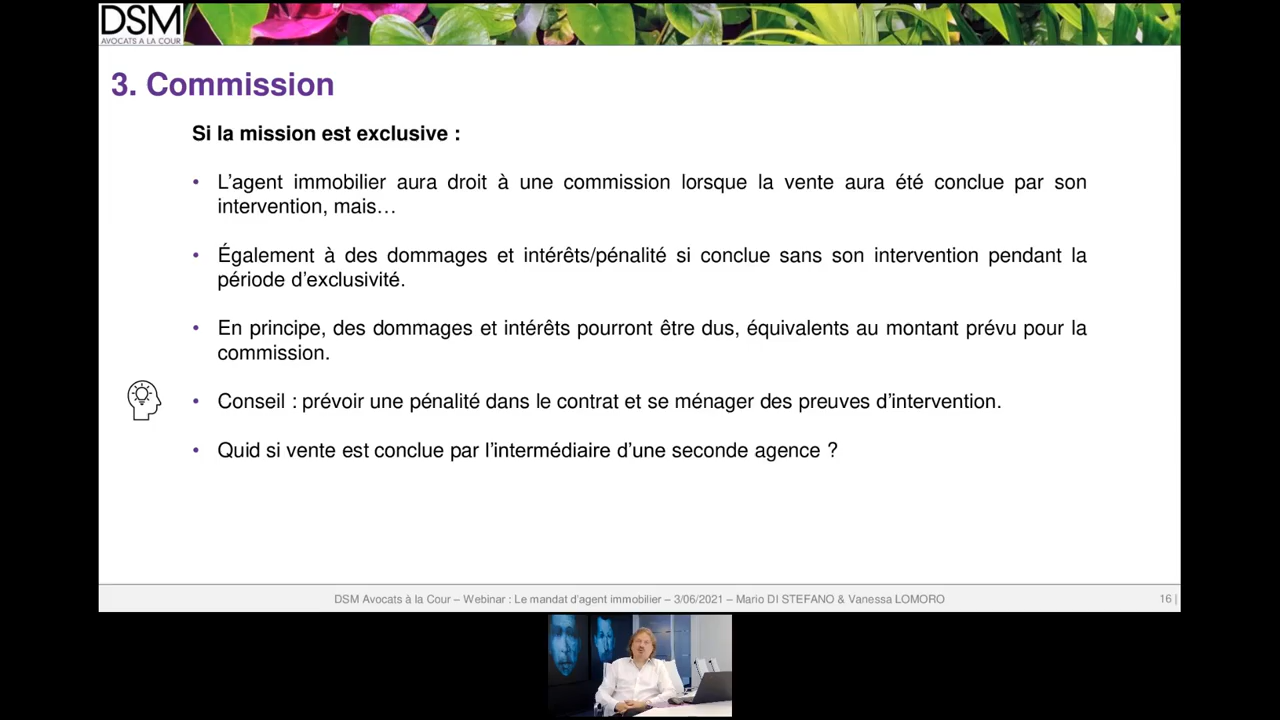 DSM
AVOCATS A LA COUR
3. Commission
Si la mission est exclusive :
• L’agent immobilier aura droit à une commission lorsque la vente aura été conclue par son
intervention, mais…
• Également à des dommages et intérêts/pénalité si conclue sans son intervention pendant la
période d’exclusivité.
• En principe, des dommages et intérêts pourront être dus, équivalents au montant prévu pour la
commission.
• Conseil : prévoir une pénalité dans le contrat et se ménager des preuves d’intervention.
• Quid si vente est conclue par l’intermédiaire d’une seconde agence ?
DSM Avocats à la Cour – Webinar : Le mandat d’agent immobilier – 3/06/2021 – Mario DI STEFANO & Vanessa LOMORO
16 |